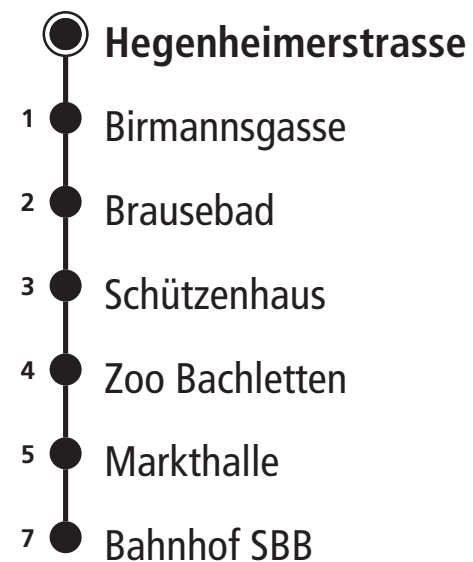 Hegenheimerstrasse
1 Birmannsgasse
2 Brausebad
3 Schützenhaus
4 Zoo Bachletten
5 Markthalle
7 Bahnhof SBB